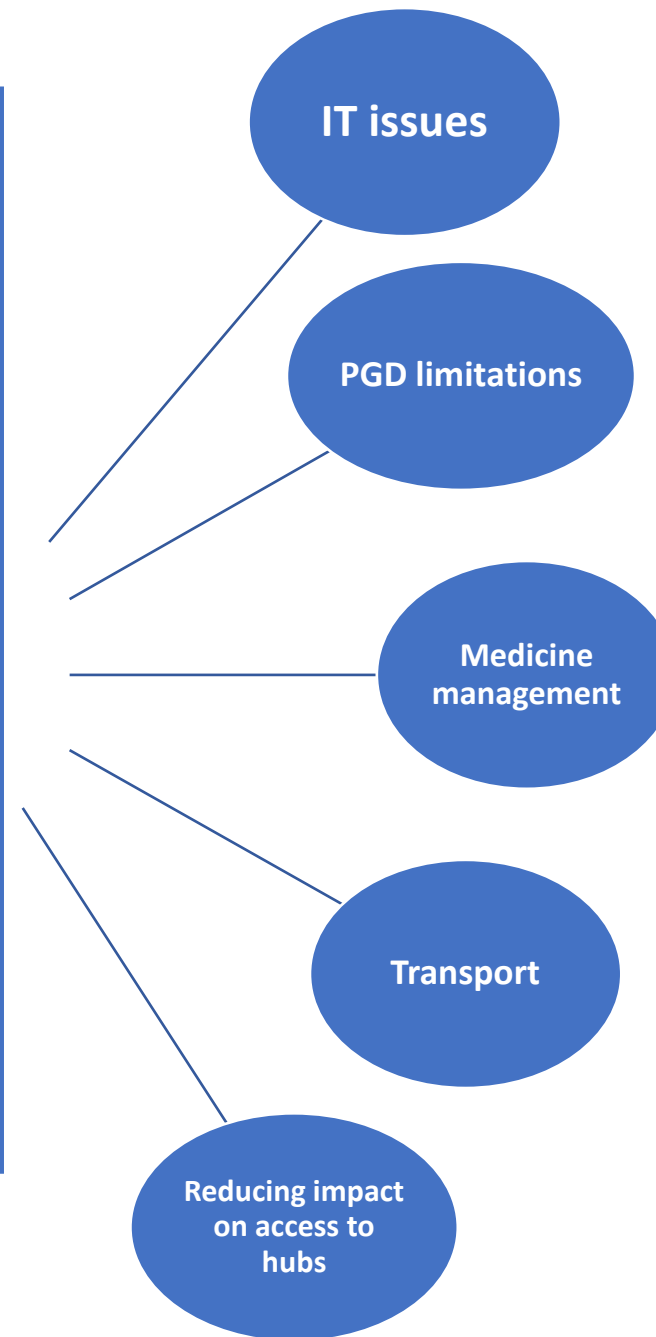 IT issues
PGD limitations
Medicine
management
Transport
Reducing impact
on access to
hubs